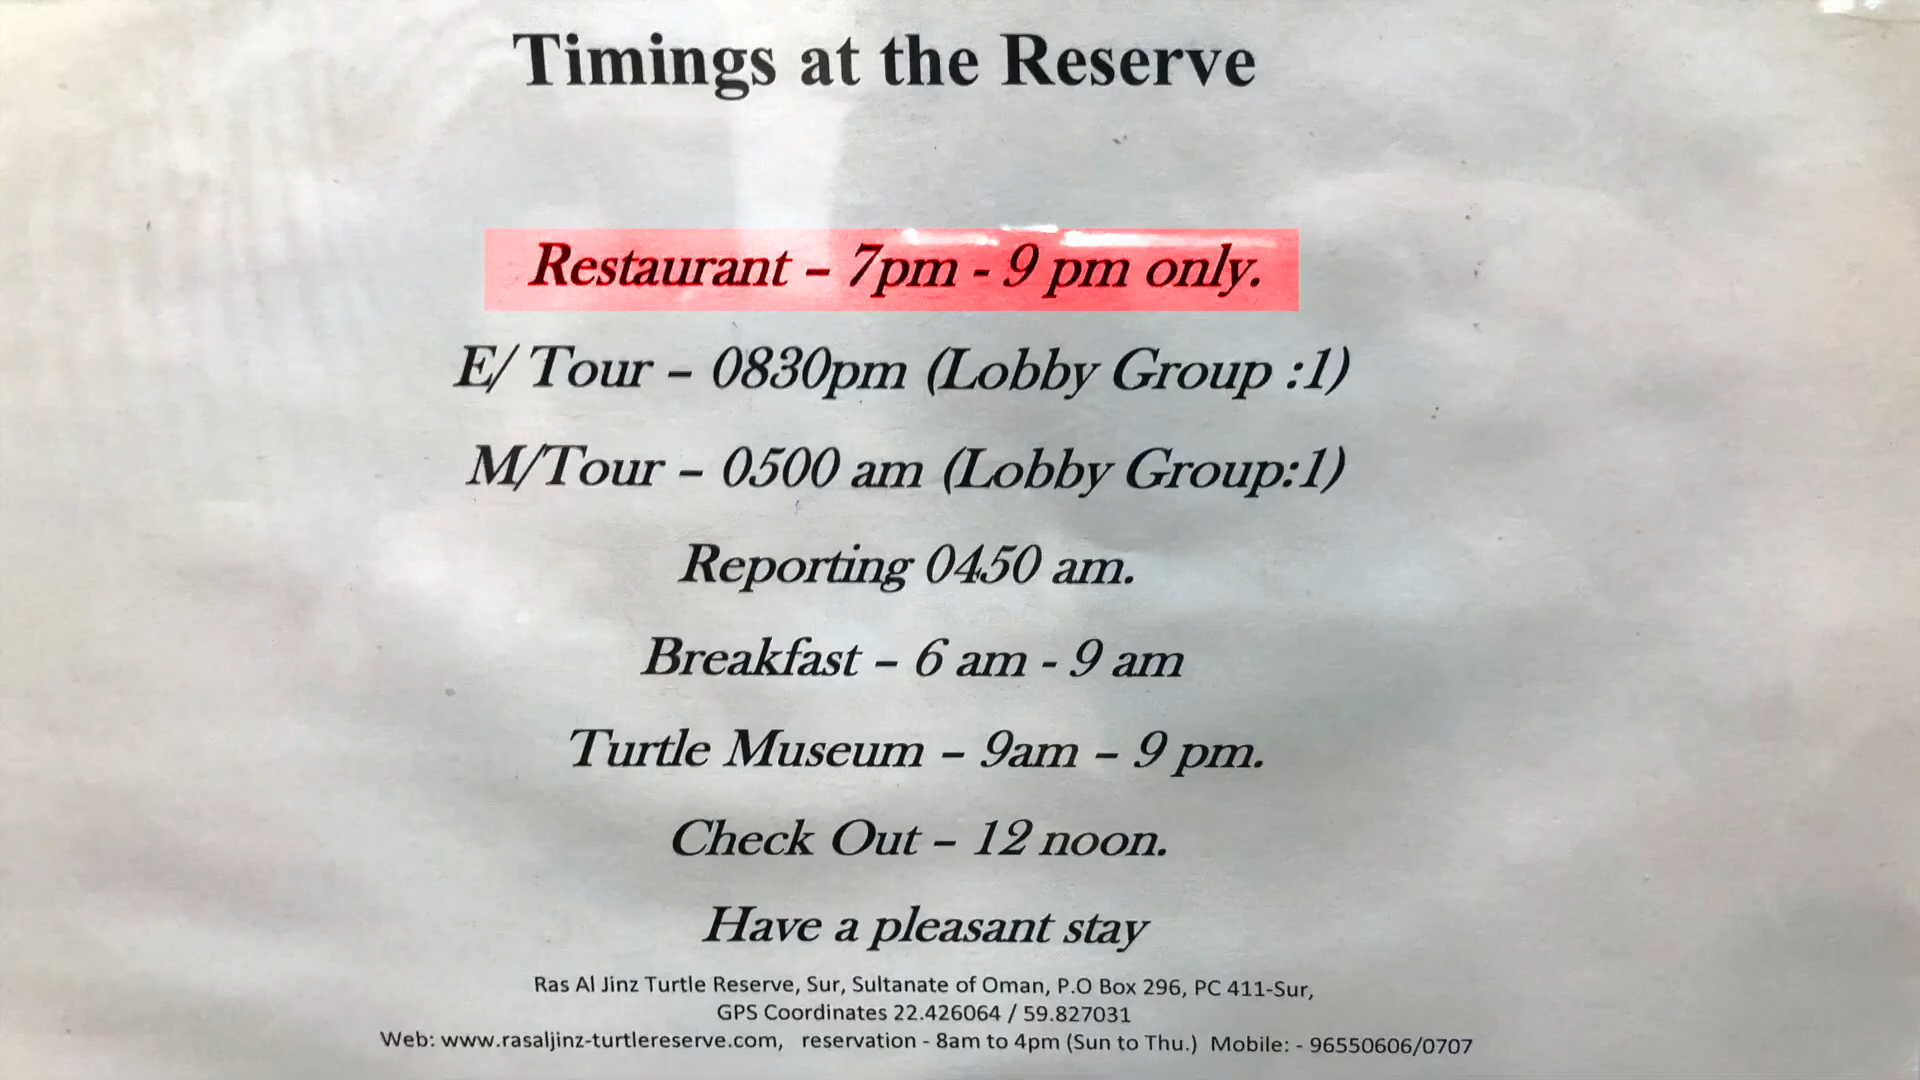 Timings at the Reserve
Restaurant – 7pm - 9 pm only.
E/ Tour – 0830pm (Lobby Group :1)
M/Tour – 0500 am (Lobby Group:1)
Reporting 0450 am.
Breakfast – 6 am - 9 am
Turtle Museum – 9am – 9 pm.
Check Out – 12 noon.
Have a pleasant stay
Ras Al Jinz Turtle Reserve, Sur, Sultanate of Oman, P.O Box 296, PC 411-Sur,
GPS Coordinates 22.426064 / 59.827031
Web: www.rasaljinz-turtlereserve.com, reservation - 8am to 4pm (Sun to Thu.) Mobile: - 96550606/0707